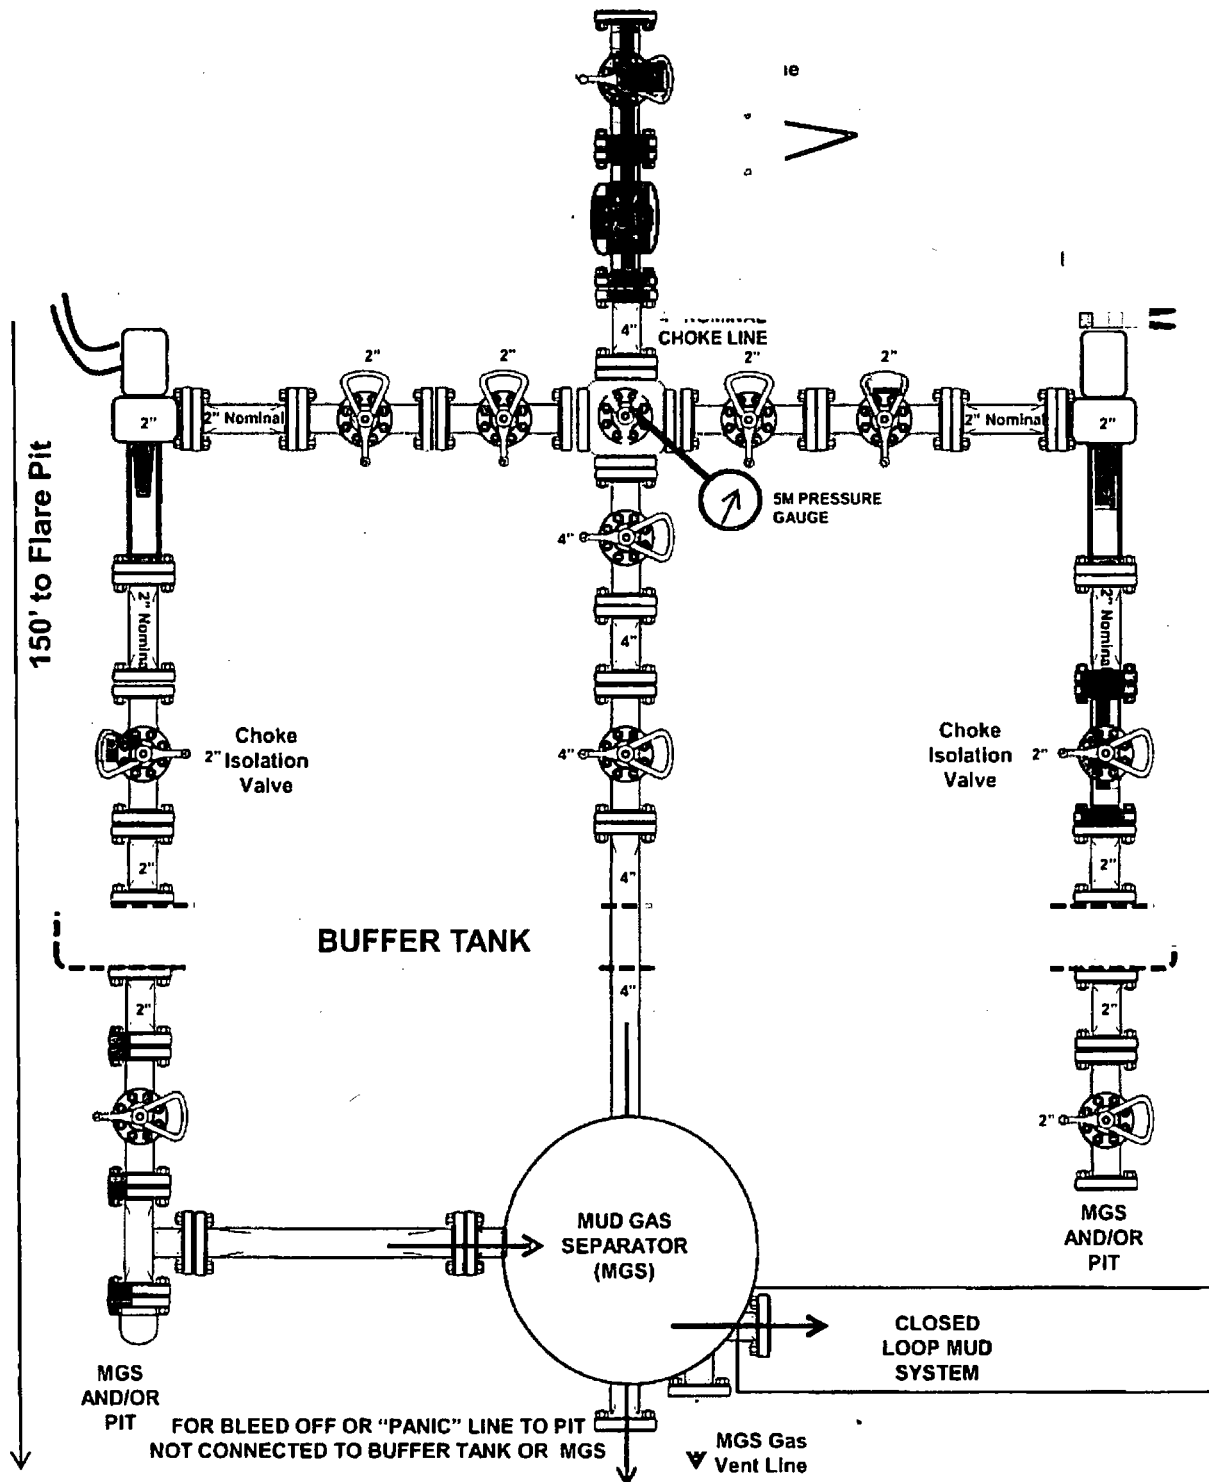 4"
CHOKE LINE
2"
2"
2"
2"
2"
2" Nominal
2" Nominal
2"
5M PRESSURE
GAUGE
4"
150' to Flare Pit
2" Nominal
4"
2" Nominal
Choke
2" Isolation
Valve
4"
Choke
Isolation
Valve
2"
2"
4"
2"
BUFFER TANK
2"
4"
2"
2"
MUD GAS
SEPARATOR
(MGS)
MGS
AND/OR
PIT
CLOSED
LOOP MUD
SYSTEM
MGS
AND/OR
PIT
FOR BLEED OFF OR "PANIC" LINE TO PIT
NOT CONNECTED TO BUFFER TANK OR MGS
MGS Gas
Vent Line